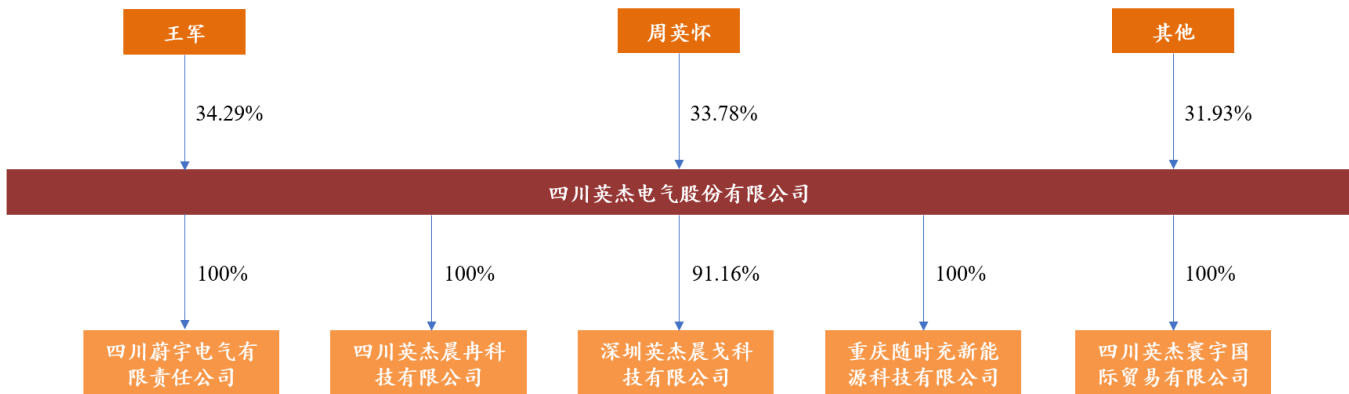 王军
周英怀
其他
34.29%
33.78%
31.93%
四川英杰电气股份有限公司
100%
100%
91.16%
100%
100%
四川蔚宇电气有
限责任公司
四川英杰晨冉科
技有限公司
深圳英杰晨戈科
技有限公司
重庆随时充新能
源科技有限公司
四川英杰寰宇国
际贸易有限公司